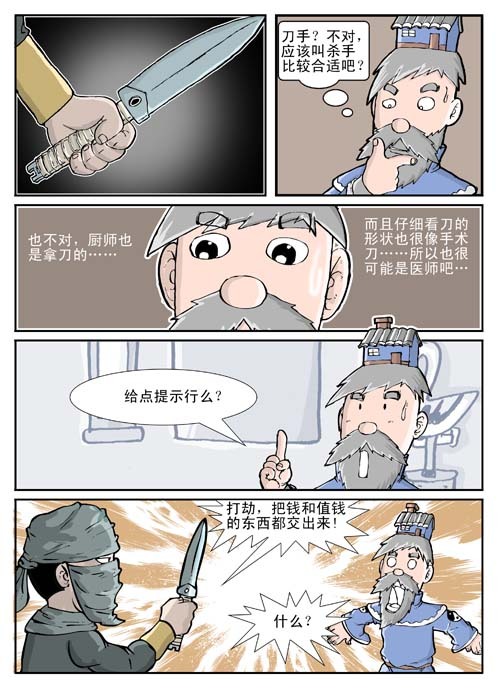 刀手？不对，
应该叫杀手
比较合适吧？
也不对，厨师也
是拿刀的……
而且仔细看刀的
形状也很像手术
刀……所以也很
可能是医师吧…
给点提示行么？
打劫，把钱和值钱
的东西都交出来！
什么？